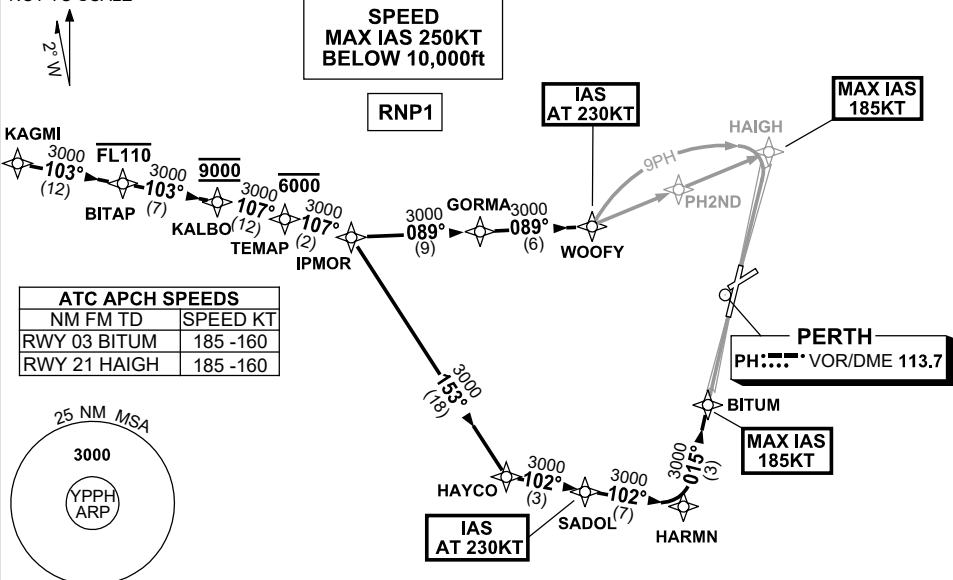 NOT TO SCALE
2° W
SPEED
MAX IAS 250KT
BELOW 10,000ft
RNP1
IAS
AT 230KT
MAX IAS
185KT
KAGMI
3000
103°
(12)
FL110
BITAP
3000
103°
(7)
9000
KALBO
3000
107°
(12)
6000
TEMAP
3000
107°
(2)
IPMOR
3000
089°
(9)
GORMA
3000
089°
(6)
WOOFY
9PH
PH2ND
HAIGH
ATC APCH SPEEDS
NM FM TD SPEED KT
RWY 03 BITUM 185 -160
RWY 21 HAIGH 185 -160
PERTH
PH VOR/DME 113.7
3000
153°
(18)
BITUM
MAX IAS
185KT
3000
015°
(3)
25 NM MSA
3000
YPPH
ARP
HAYCO
3000
102°
(3)
SADOL
3000
102°
(7)
HARMN
IAS
AT 230KT